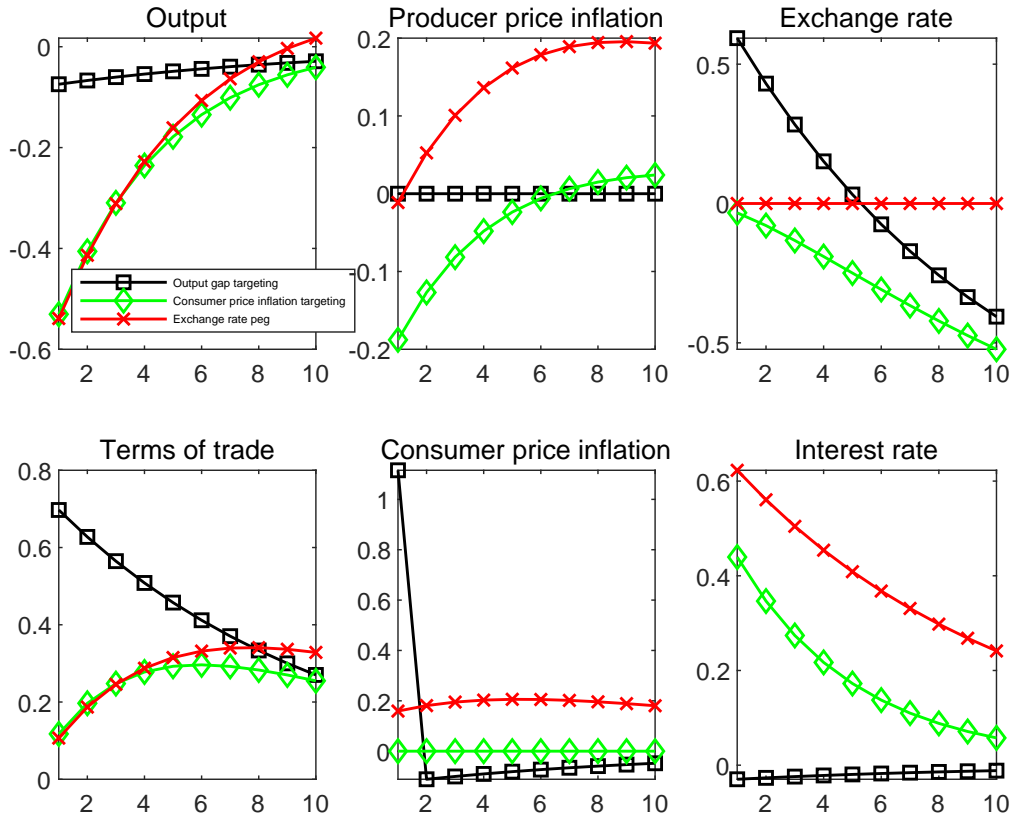 Output
0
-0.2
-0.4
-0.6
2 4 6 8 10
Output gap targeting
Consumer price inflation targeting
Exchange rate peg
Producer price inflation
0.2
0.1
0
-0.1
-0.2
2 4 6 8 10
Exchange rate
0.5
0
-0.5
2 4 6 8 10
Terms of trade
0.8
0.6
0.4
0.2
0
2 4 6 8 10
Consumer price inflation
1
0.8
0.6
0.4
0.2
0
2 4 6 8 10
Interest rate
0.6
0.4
0.2
0
2 4 6 8 10